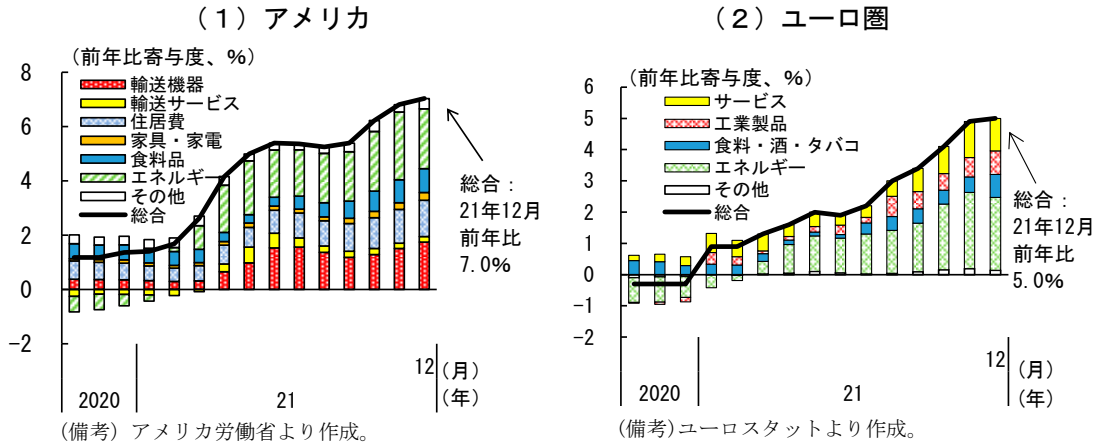 （１）アメリカ
(前年比寄与度、%)
8
6
4
2
0
−2
輸送機器
輸送サービス
住居費
家具・家電
食料品
エネルギー
その他
総合
総合：
21年12月
前年比
7.0%
12
(月)
2020
21
(年)
(備考) アメリカ労働省より作成。
（２）ユーロ圏
(前年比寄与度、%)
6
5
4
3
2
1
0
−1
−2
サービス
工業製品
食料・酒・タバコ
エネルギー
その他
総合
総合：
21年12月
前年比
5.0%
12
(月)
2020
21
(年)
(備考)ユーロスタットより作成。